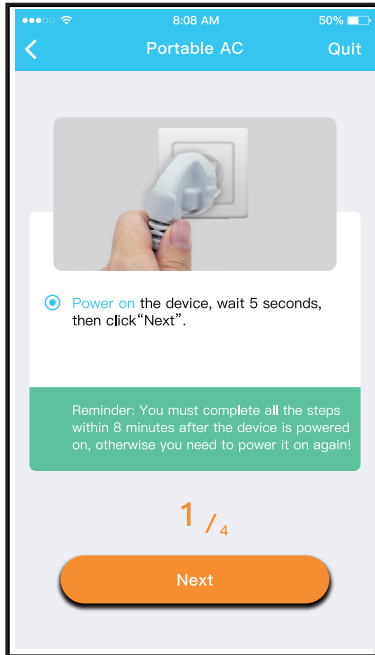 8:08 AM
50%
Portable AC
Quit
Power on the device, wait 5 seconds,
then click“Next”.
Reminder: You must complete all the steps
within 8 minutes after the device is powered
on, otherwise you need to power it on again!
1 / 4
Next